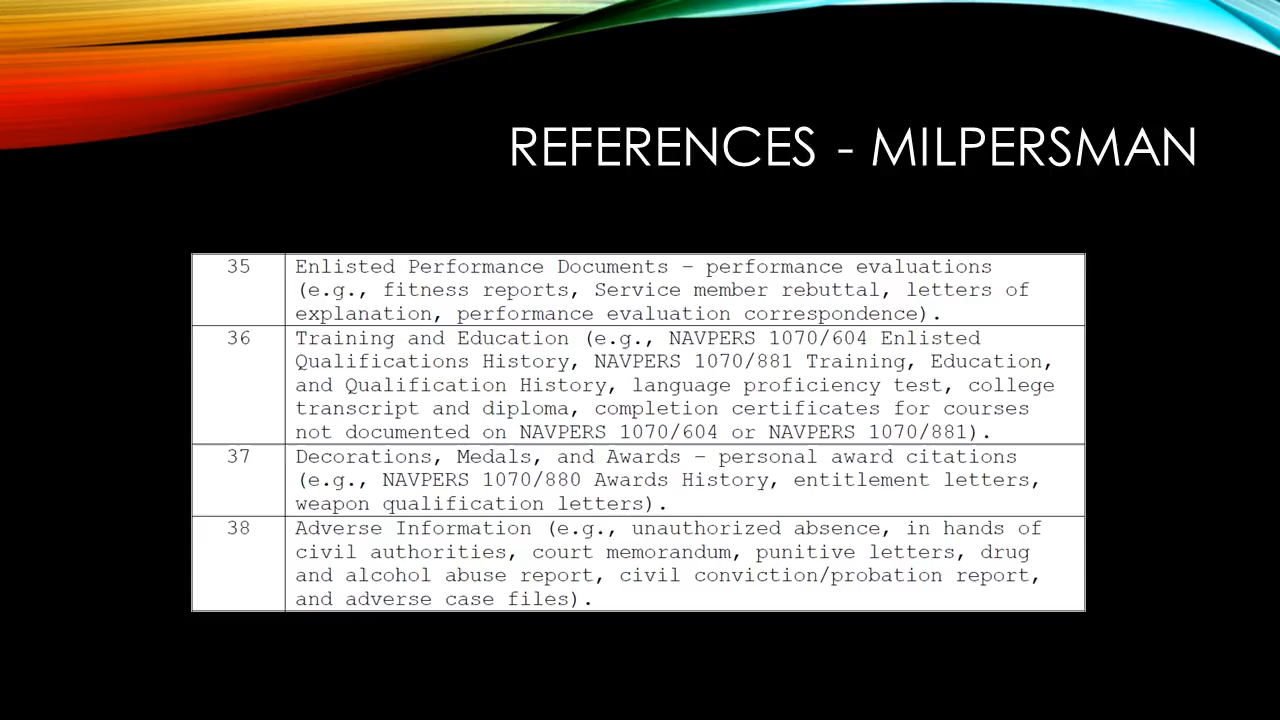 REFERENCES - MILPERSMAN
35
Enlisted Performance Documents – performance evaluations
(e.g., fitness reports, Service member rebuttal, letters of
explanation, performance evaluation correspondence).
36
Training and Education (e.g., NAVPERS 1070/604 Enlisted
Qualifications History, NAVPERS 1070/881 Training, Education,
and Qualification History, language proficiency test, college
transcript and diploma, completion certificates for courses
not documented on NAVPERS 1070/604 or NAVPERS 1070/881).
37
Decorations, Medals, and Awards – personal award citations
(e.g., NAVPERS 1070/880 Awards History, entitlement letters,
weapon qualification letters).
38
Adverse Information (e.g., unauthorized absence, in hands of
civil authorities, court memorandum, punitive letters, drug
and alcohol abuse report, civil conviction/probation report,
and adverse case files).